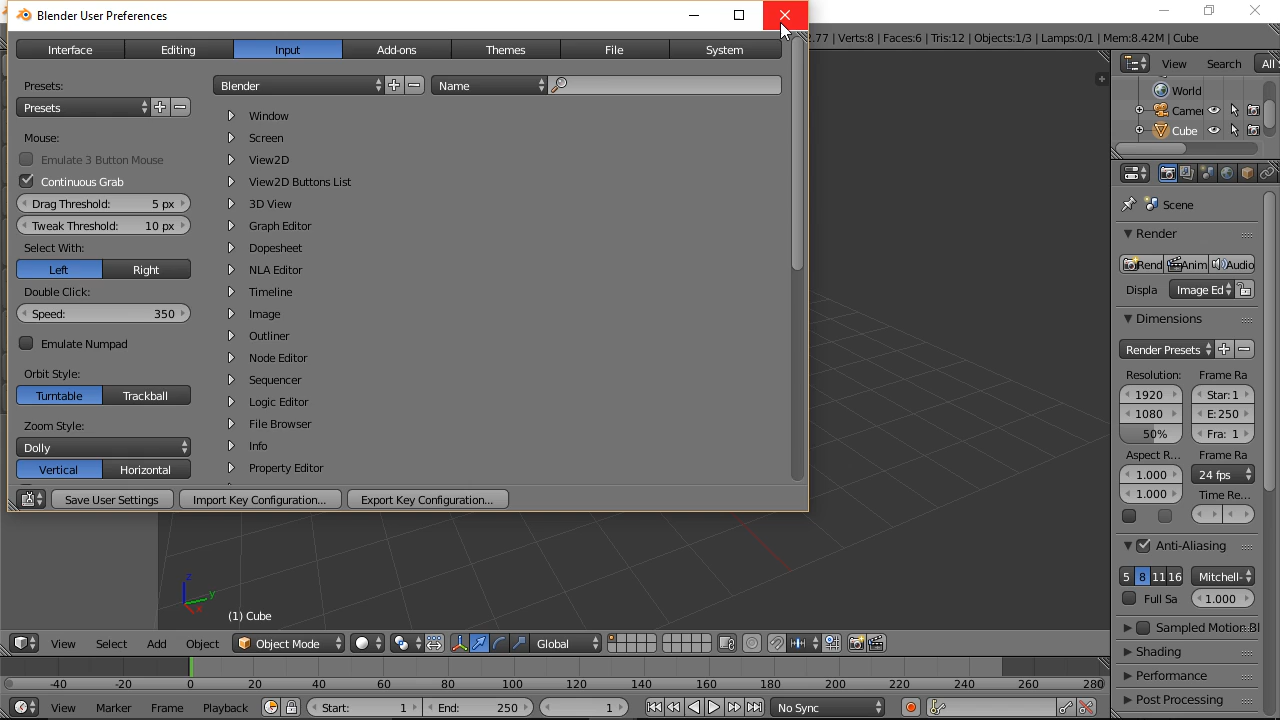 Blender User Preferences
Interface Editing Input Add-ons Themes File System
.77 | Verts:8 | Faces:6 | Tris:12 | Objects:1/3 | Lamps:0/1 | Mem:8.42M | Cube
View Search All S
World
Camer
Cube
Presets:
Presets
Blender
Name
Mouse:
Emulate 3 Button Mouse
Continuous Grab
Drag Threshold: 5 px
Tweak Threshold: 10 px
Select With:
Left Right
Double Click:
Speed: 350
Emulate Numpad
Orbit Style:
Turntable Trackball
Zoom Style:
Dolly
Vertical Horizontal
Window
Screen
View2D
View2D Buttons List
3D View
Graph Editor
Dopesheet
NLA Editor
Timeline
Image
Outliner
Node Editor
Sequencer
Logic Editor
File Browser
Info
Property Editor
Save User Settings Import Key Configuration... Export Key Configuration...
Scene
Render
Rend Anim Audio
Displa Image Ed
Dimensions
Render Presets
Resolution: Frame Ra
1920 Star: 1
1080 E: 250
50% Fra: 1
Aspect R... Frame Ra
1.000 24 fps
1.000 Time Re...
Anti-Aliasing
5 8 11 16 Mitchell-
Full Sa 1.000
Sampled Motion Bl
Shading
Performance
Post Processing
z
y
x
(1) Cube
View Select Add Object Object Mode Global
-40 -20 0 20 40 60 80 100 120 140 160 180 200 220 240 260 280
View Marker Frame Playback Start: 1 End: 250 1 No Sync